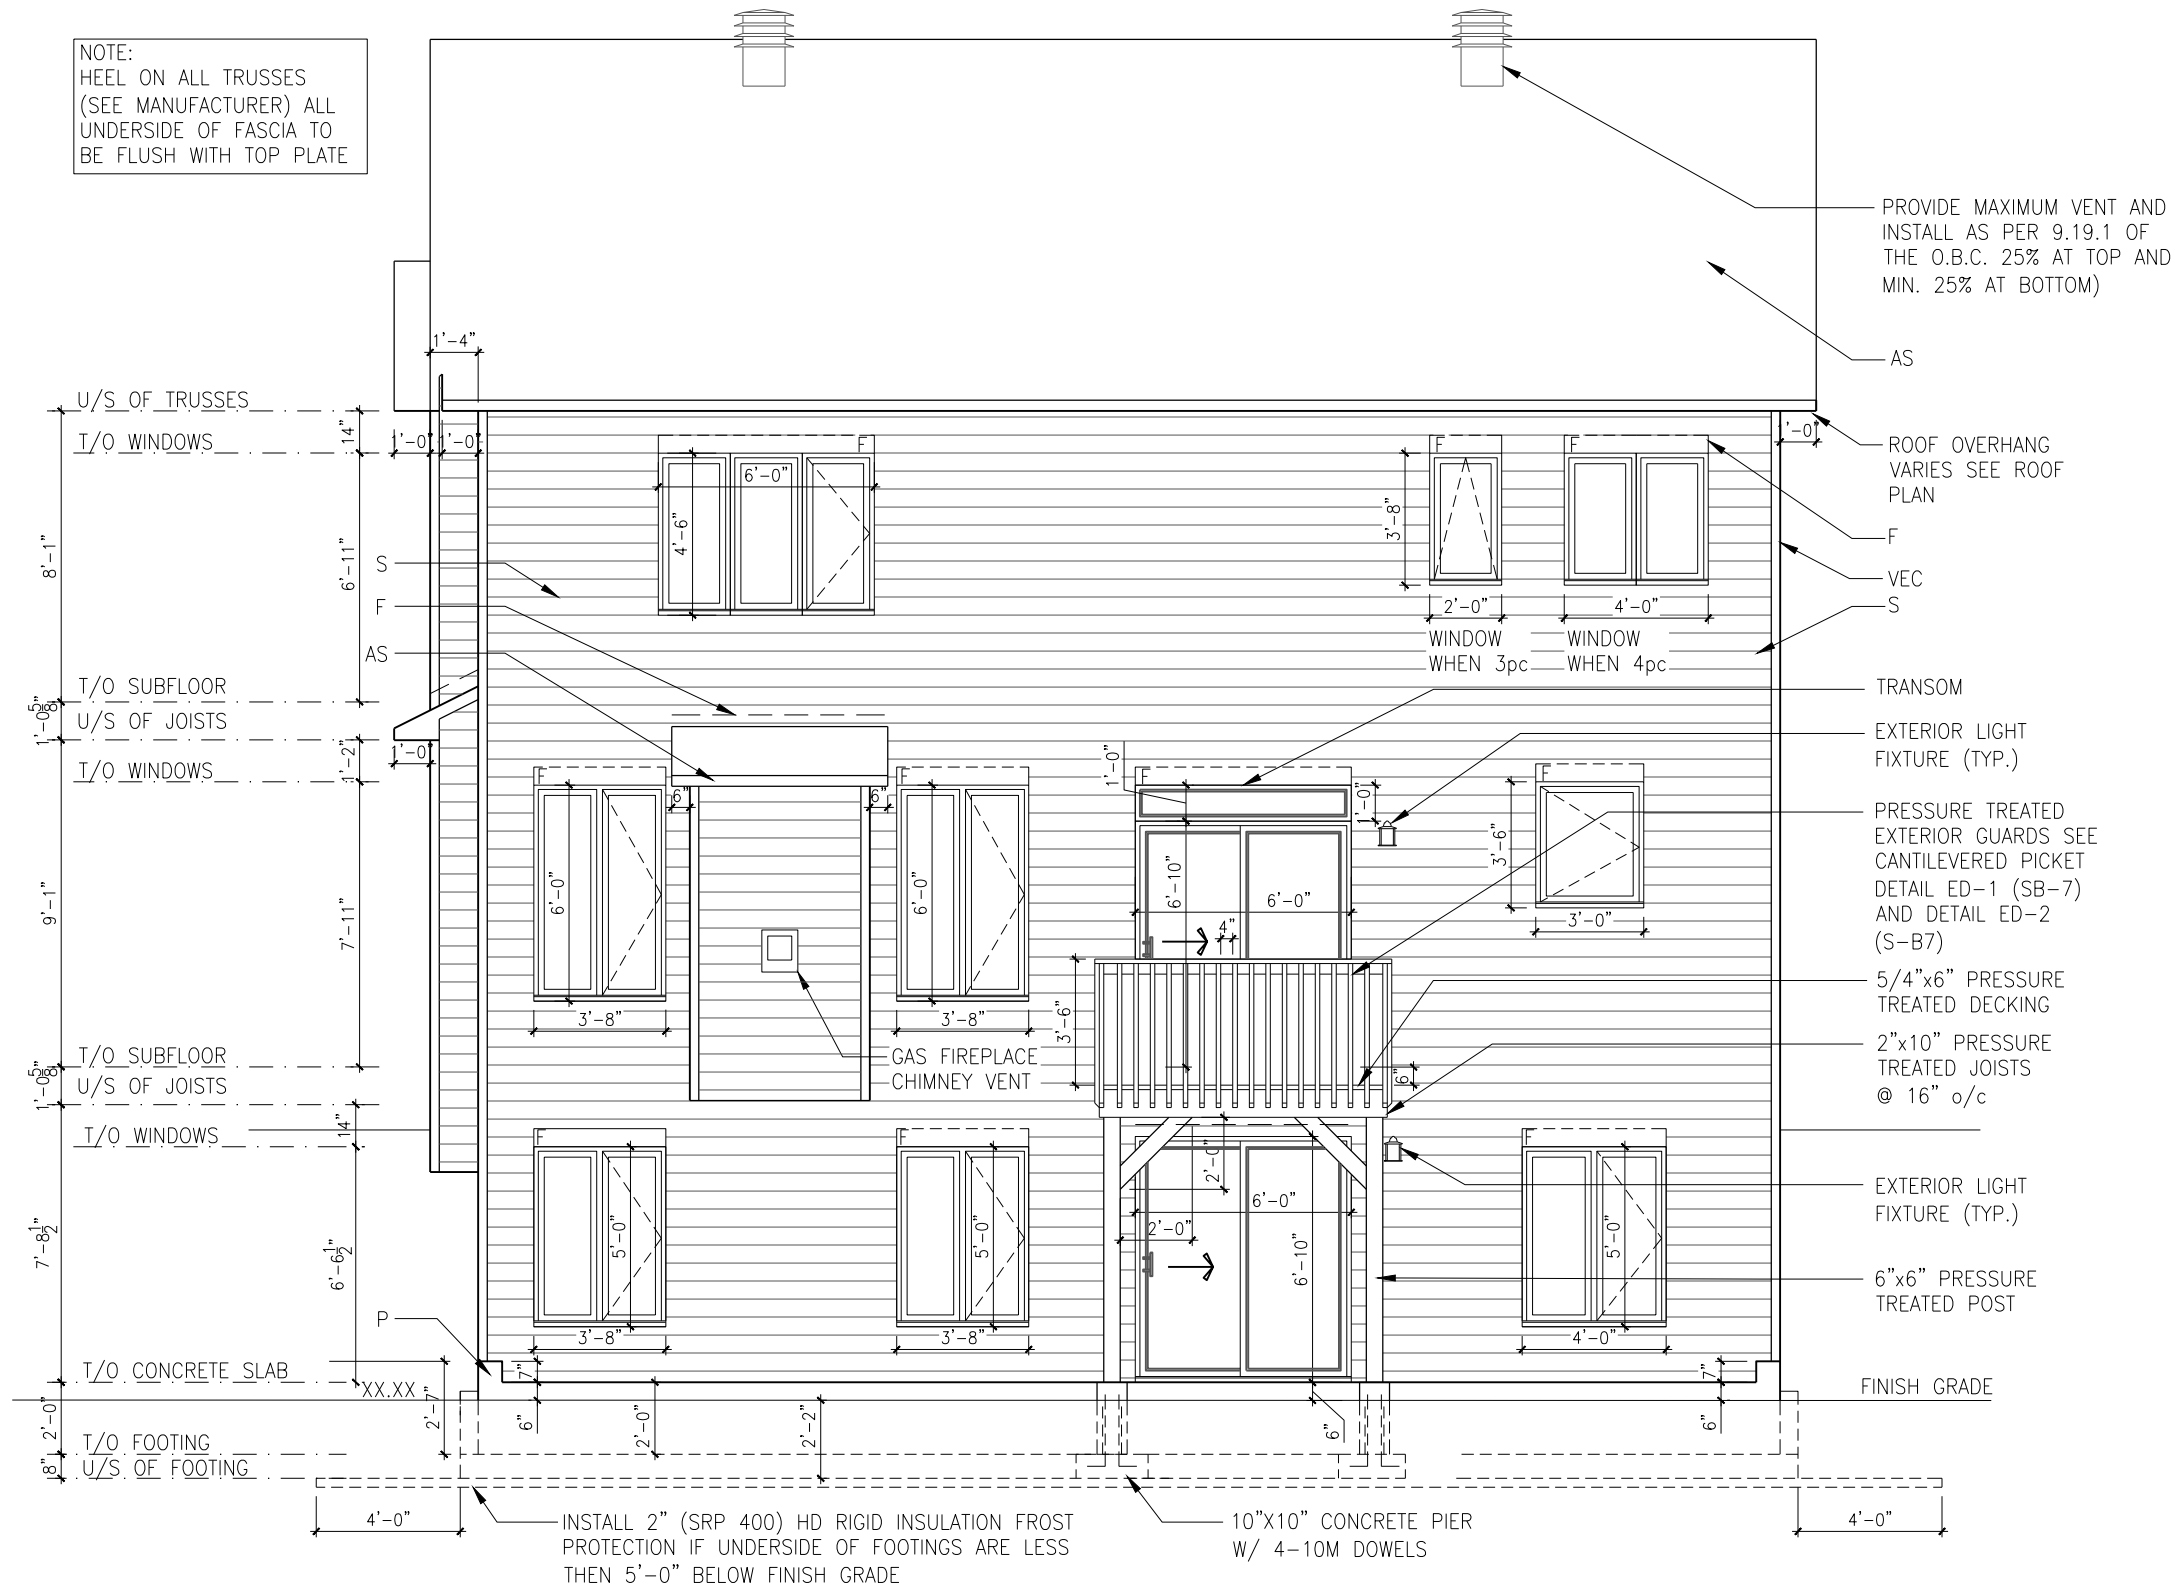 NOTE:
HEEL ON ALL TRUSSES
(SEE MANUFACTURER) ALL
UNDERSIDE OF FASCIA TO
BE FLUSH WITH TOP PLATE
PROVIDE MAXIMUM VENT AND
INSTALL AS PER 9.19.1 OF
THE O.B.C. 25% AT TOP AND
MIN. 25% AT BOTTOM)
AS
1'-4"
U/S OF TRUSSES
T/O WINDOWS
14"
1'-0"
1'-0"
1'-0"
ROOF OVERHANG
VARIES SEE ROOF
PLAN
F
F
F
6'-0"
4'-6"
3'-8"
8'-1"
6'-11"
S
F
AS
F
VEC
S
2'-0"
4'-0"
WINDOW
WHEN 3pc
WINDOW
WHEN 4pc
T/O SUBFLOOR
U/S OF JOISTS
1'-0 5/8"
1'-0"
1'-2"
T/O WINDOWS
TRANSOM
EXTERIOR LIGHT
FIXTURE (TYP.)
PRESSURE TREATED
EXTERIOR GUARDS SEE
CANTILEVERED PICKET
DETAIL ED-1 (SB-7)
AND DETAIL ED-2
(S-B7)
5/4"x6" PRESSURE
TREATED DECKING
2"x10" PRESSURE
TREATED JOISTS
@ 16" o/c
F
F
F
F
6"
6"
1'-0"
1'-0"
6'-0"
6'-0"
6'-10"
6'-0"
4"
3'-6"
3'-0"
9'-1"
7'-11"
3'-8"
3'-8"
3'-6"
6"
GAS FIREPLACE
CHIMNEY VENT
T/O SUBFLOOR
U/S OF JOISTS
1'-0 5/8"
14"
T/O WINDOWS
F
F
F
2'-0"
6'-0"
2'-0"
6'-10"
5'-0"
5'-0"
5'-0"
7'-8 1/2"
6'-6 1/2"
EXTERIOR LIGHT
FIXTURE (TYP.)
6"x6" PRESSURE
TREATED POST
P
3'-8"
3'-8"
4'-0"
T/O CONCRETE SLAB
XX.XX
7"
7"
FINISH GRADE
2'-0"
2'-7"
6"
2'-0"
2'-2"
6"
6"
T/O FOOTING
U/S OF FOOTING
8"
4'-0"
4'-0"
INSTALL 2" (SRP 400) HD RIGID INSULATION FROST
PROTECTION IF UNDERSIDE OF FOOTINGS ARE LESS
THEN 5'-0" BELOW FINISH GRADE
10"X10" CONCRETE PIER
W/ 4-10M DOWELS